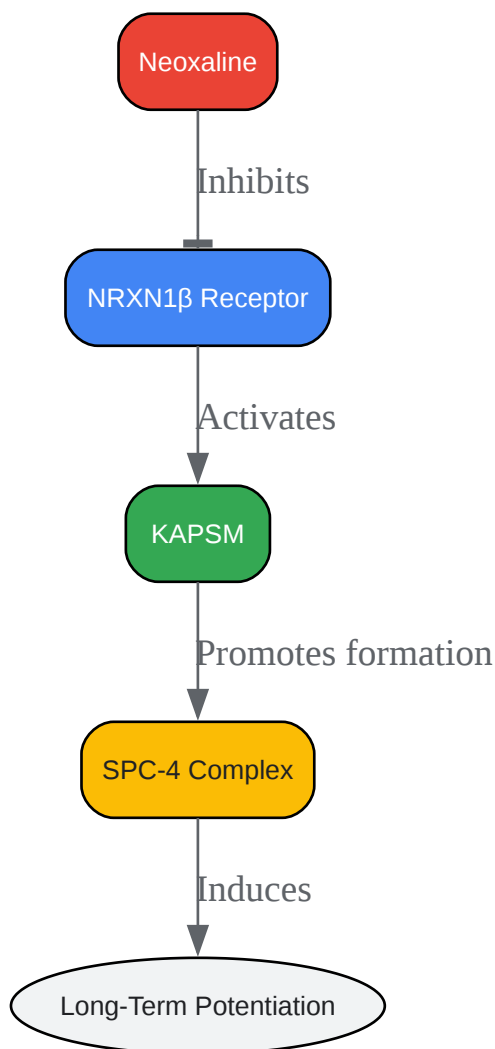 Neoxaline
Inhibits
NRXN1β Receptor
Activates
KAPSM
Promotes formation
SPC-4 Complex
Induces
Long-Term Potentiation